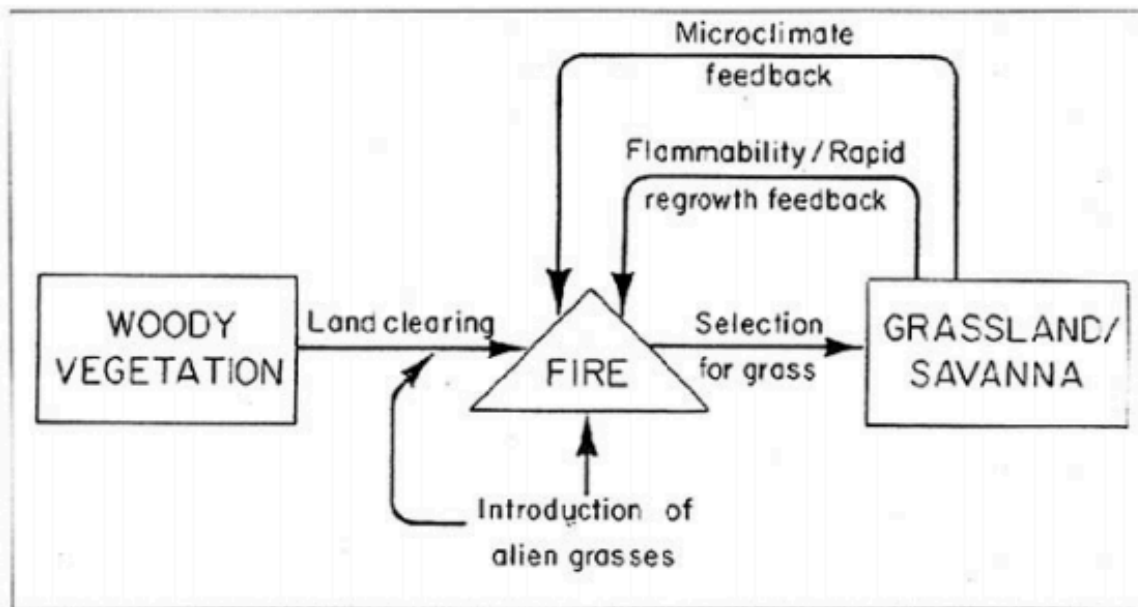 Microclimate
feedback
Flammability/Rapid
regrowth feedback
WOODY
VEGETATION
Land clearing
FIRE
Selection
for grass
GRASSLAND/
SAVANNA
Introduction of
alien grasses